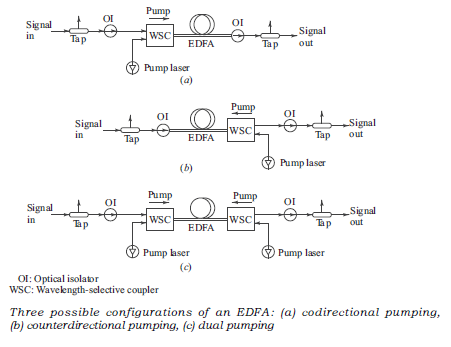 Pump
Signal
in
Tap
OI
WSC
EDFA
OI
Tap
Signal
out
Pump laser
(a)
Signal
in
Tap
OI
EDFA
Pump
WSC
OI
Tap
Signal
out
Pump laser
(b)
Signal
in
Tap
OI
Pump
WSC
EDFA
Pump
WSC
OI
Tap
Signal
out
Pump laser
Pump laser
(c)
OI: Optical isolator
WSC: Wavelength-selective coupler
Three possible configurations of an EDFA: (a) codirectional pumping,
(b) counterdirectional pumping, (c) dual pumping